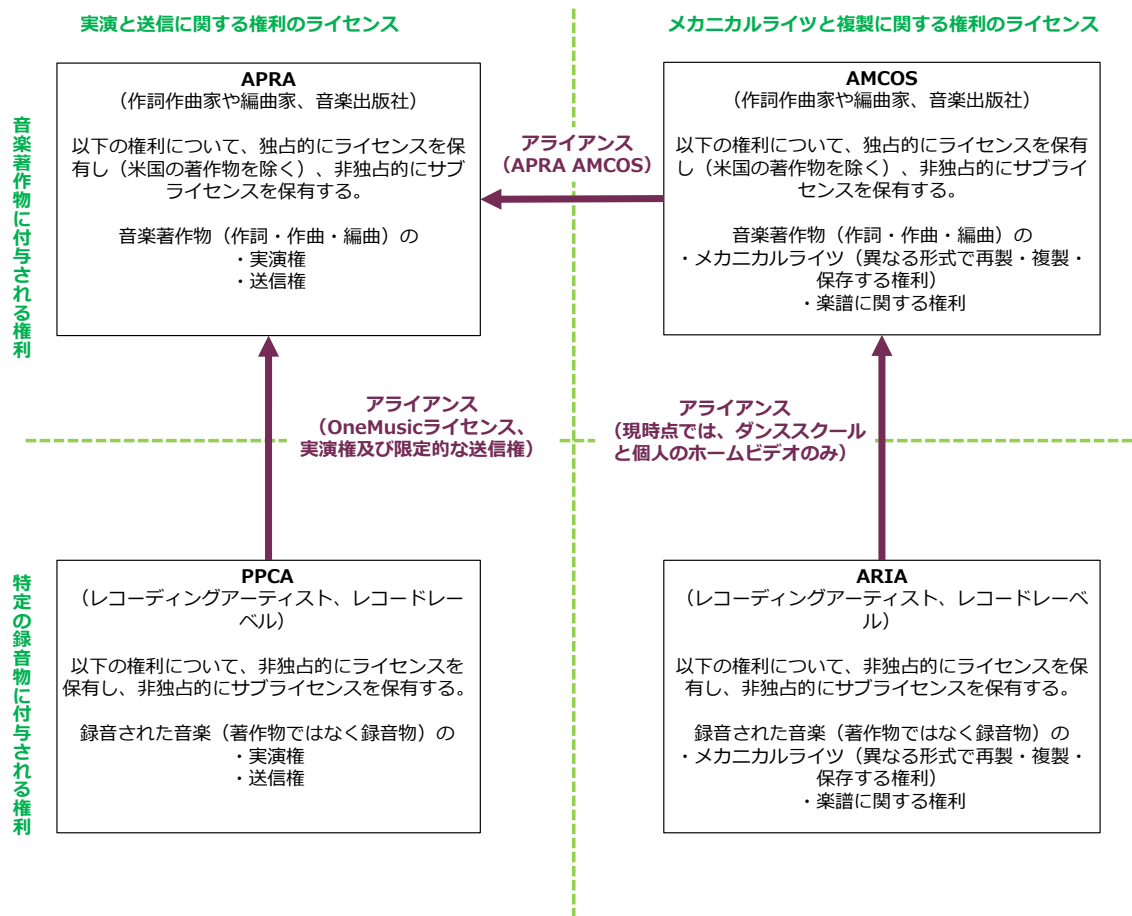 実演と送信に関する権利のライセンス
メカニカルライツと複製に関する権利のライセンス
音楽著作物に付与される権利
APRA
（作詞作曲家や編曲家、音楽出版社）
以下の権利について、独占的にライセンスを保
有し（米国の著作物を除く）、非独占的にサブ
ライセンスを保有する。
音楽著作物（作詞・作曲・編曲）の
・実演権
・送信権
アライアンス
（APRA AMCOS）
AMCOS
（作詞作曲家や編曲家、音楽出版社）
以下の権利について、独占的にライセンスを保有
し（米国の著作物を除く）、非独占的にサブライセ
ンスを保有する。
音楽著作物（作詞・作曲・編曲）の
・メカニカルライツ（異なる形式で再製・複製・
保存する権利）
・楽譜に関する権利
アライアンス
（OneMusicライセンス、
実演権及び限定的な送信権）
アライアンス
（現時点では、ダンススクール
と個人のホームビデオのみ）
特定の録音物に付与される権利
PPCA
（レコーディングアーティスト、レコードレー
ベル）
以下の権利について、非独占的にライセンスを
保有し、非独占的にサブライセンスを保有する。
録音された音楽（著作物ではなく録音物）の
・実演権
・送信権
ARIA
（レコーディングアーティスト、レコードレーベ
ル）
以下の権利について、非独占的にライセンスを保
有し、非独占的にサブライセンスを保有する。
録音された音楽（著作物ではなく録音物）の
・メカニカルライツ（異なる形式で再製・複製・
保存する権利）
・楽譜に関する権利